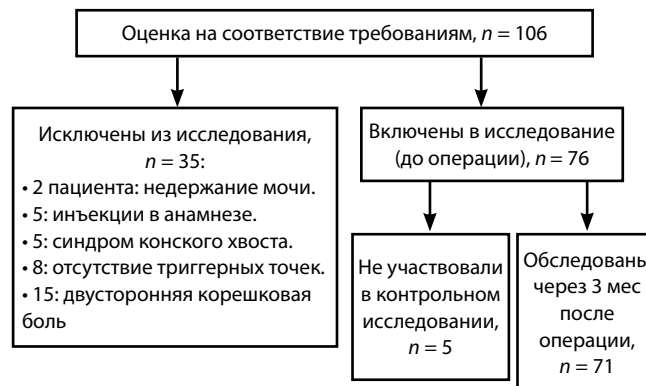 Оценка на соответствие требованиям, n = 106
Исключены из исследования,
n = 35:
• 2 пациента: недержание мочи.
• 5: инъекции в анамнезе.
• 5: синдром конского хвоста.
• 8: отсутствие триггерных точек.
• 15: двусторонняя корешковая
боль
Включены в исследование
(до операции), n = 76
Не участвовали
в контрольном
исследовании,
n = 5
Обследованы
через 3 мес
после
операции,
n = 71